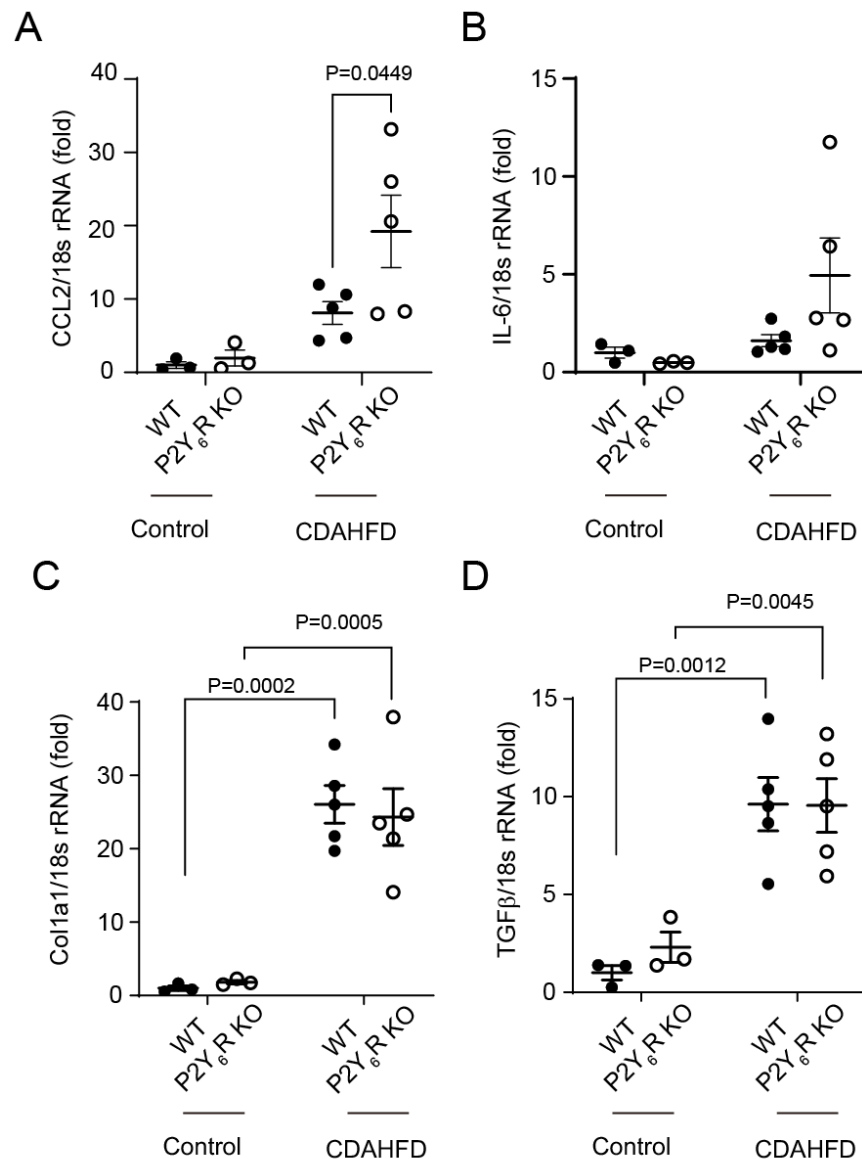 A
CCL2/18s rRNA (fold)
40
30
20
10
0
P=0.0449
WT
P2Y₆R KO
WT
P2Y₆R KO
Control
CDAHFD
B
IL-6/18s rRNA (fold)
15
10
5
0
WT
P2Y₆R KO
WT
P2Y₆R KO
Control
CDAHFD
C
Col1a1/18s rRNA (fold)
40
30
20
10
0
P=0.0005
P=0.0002
WT
P2Y₆R KO
WT
P2Y₆R KO
Control
CDAHFD
D
TGFβ/18s rRNA (fold)
15
10
5
0
P=0.0045
P=0.0012
WT
P2Y₆R KO
WT
P2Y₆R KO
Control
CDAHFD